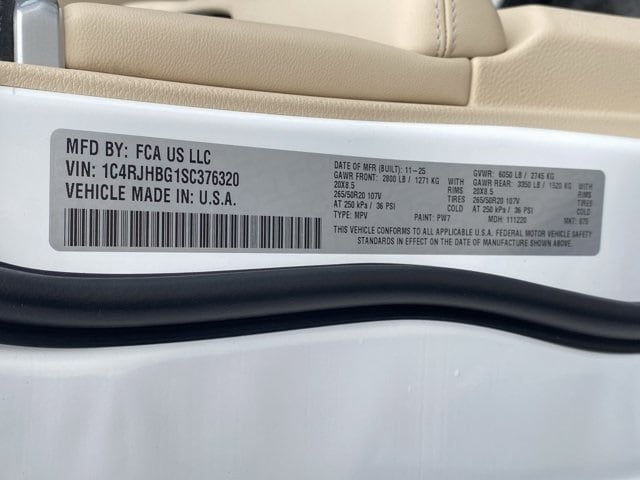 MFD BY: FCA US LLC
VIN: 1C4RJHBG1SC376320
VEHICLE MADE IN: U.S.A.
DATE OF MFR (BUILT): 11-25 GVWR: 6050 LB / 2745 KG
GAWR FRONT: 2800 LB / 1271 KG WITH GAWR REAR: 3350 LB / 1520 KG WITH
20X8.5 RIMS 20X8.5 RIMS
265/50R20 107V TIRES 265/50R20 107V TIRES
AT 250 kPa / 36 PSI COLD AT 250 kPa / 36 PSI COLD
TYPE: MPV PAINT: PW7 MDH: 111220 MNT: 675
THIS VEHICLE CONFORMS TO ALL APPLICABLE U.S.A. FEDERAL MOTOR VEHICLE SAFETY
STANDARDS IN EFFECT ON DATE OF MANUFACTURE SHOWN ABOVE.